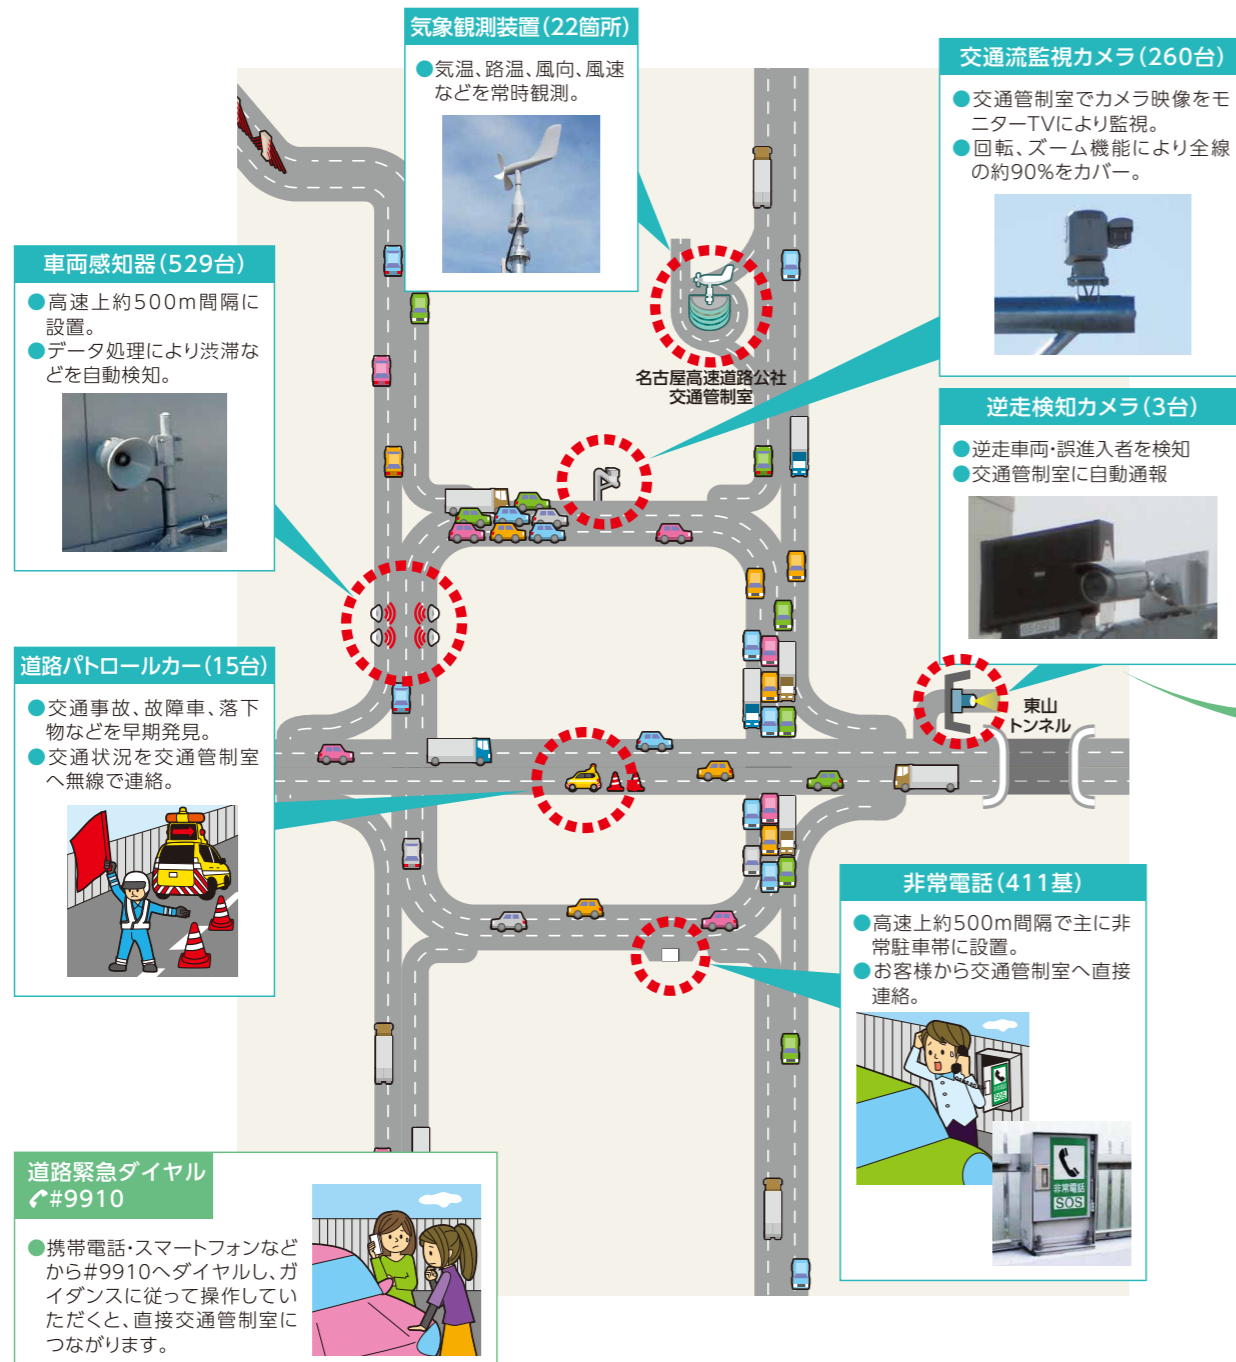 気象観測装置（22箇所）
●気温、路温、風向、風速
などを常時観測。
交通流監視カメラ（260台）
●交通管制室でカメラ映像をモ
ニターTVにより監視。
●回転、ズーム機能により全線
の約90%をカバー。
車両感知器（529台）
●高速上約500m間隔に
設置。
●データ処理により渋滞な
どを自動検知。
名古屋高速道路公社
交通管制室
逆走検知カメラ（3台）
●逆走車両・誤進入者を検知
●交通管制室に自動通報
道路パトロールカー（15台）
●交通事故、故障車、落下
物などを早期発見。
●交通状況を交通管制室
へ無線で連絡。
東山
トンネル
非常電話（411基）
●高速上約500m間隔で主に非
常駐車帯に設置。
●お客様から交通管制室へ直接
連絡。
非常電話
SOS
非常電話
SOS
道路緊急ダイヤル
#9910
●携帯電話・スマートフォンなど
から#9910へダイヤルし、ガ
イダンスに従って操作してい
ただくと、直接交通管制室に
つながります。